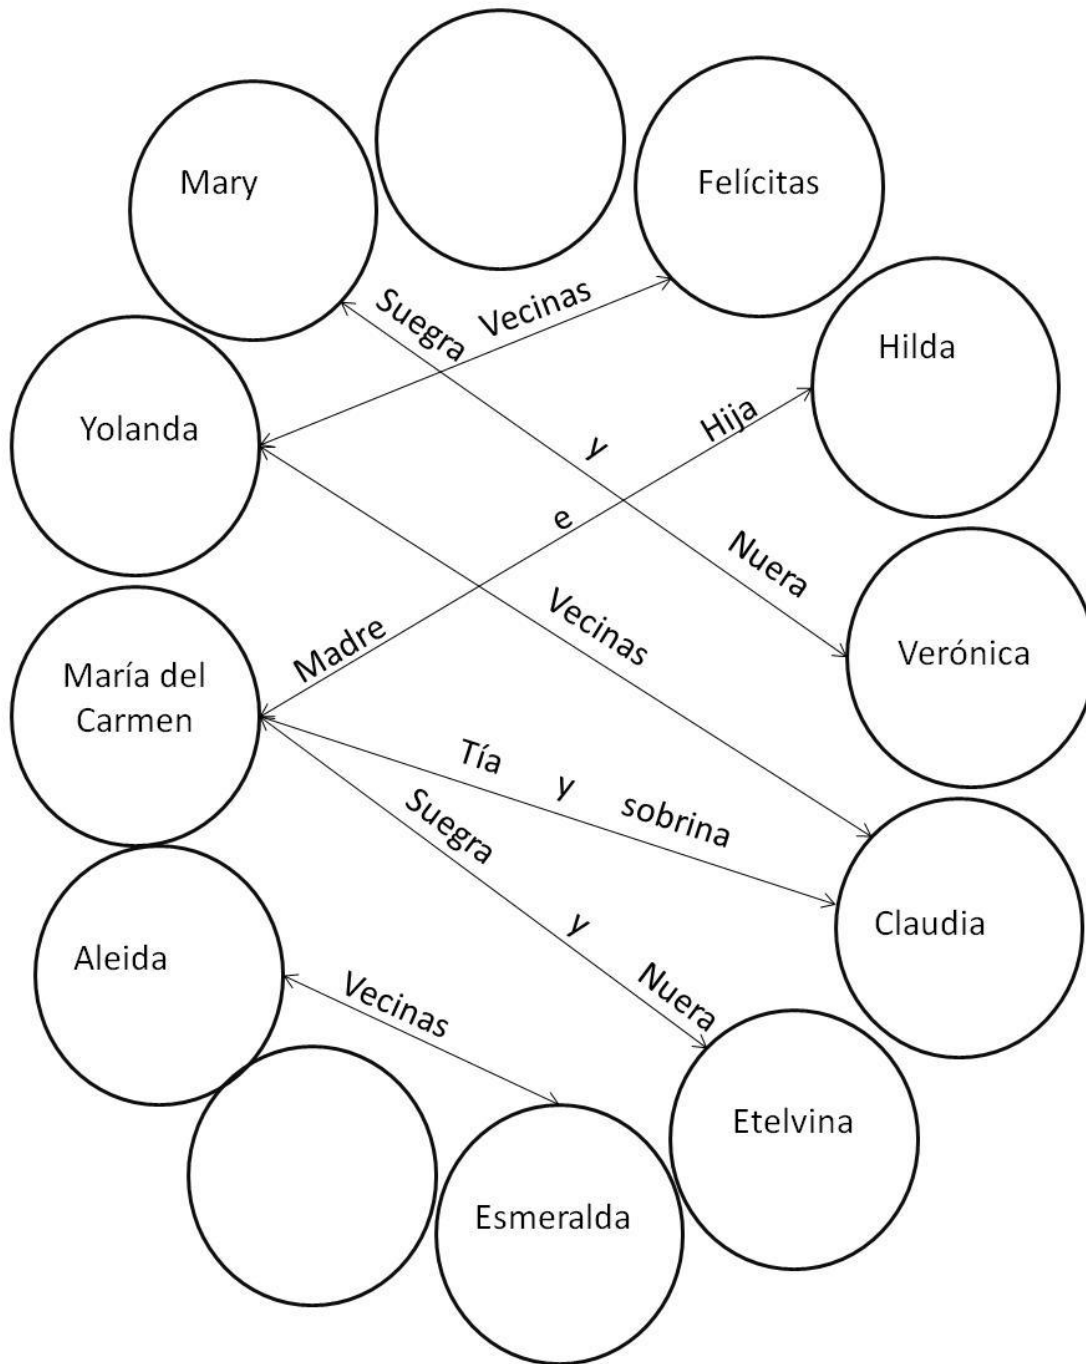 Mary
Felícitas
Suegra y Nuera
Vecinas
Hilda
Yolanda
Madre e Hija
Vecinas
Verónica
María del
Carmen
Tía y sobrina
Suegra y Nuera
Claudia
Aleida
Vecinas
Etelvina
Esmeralda